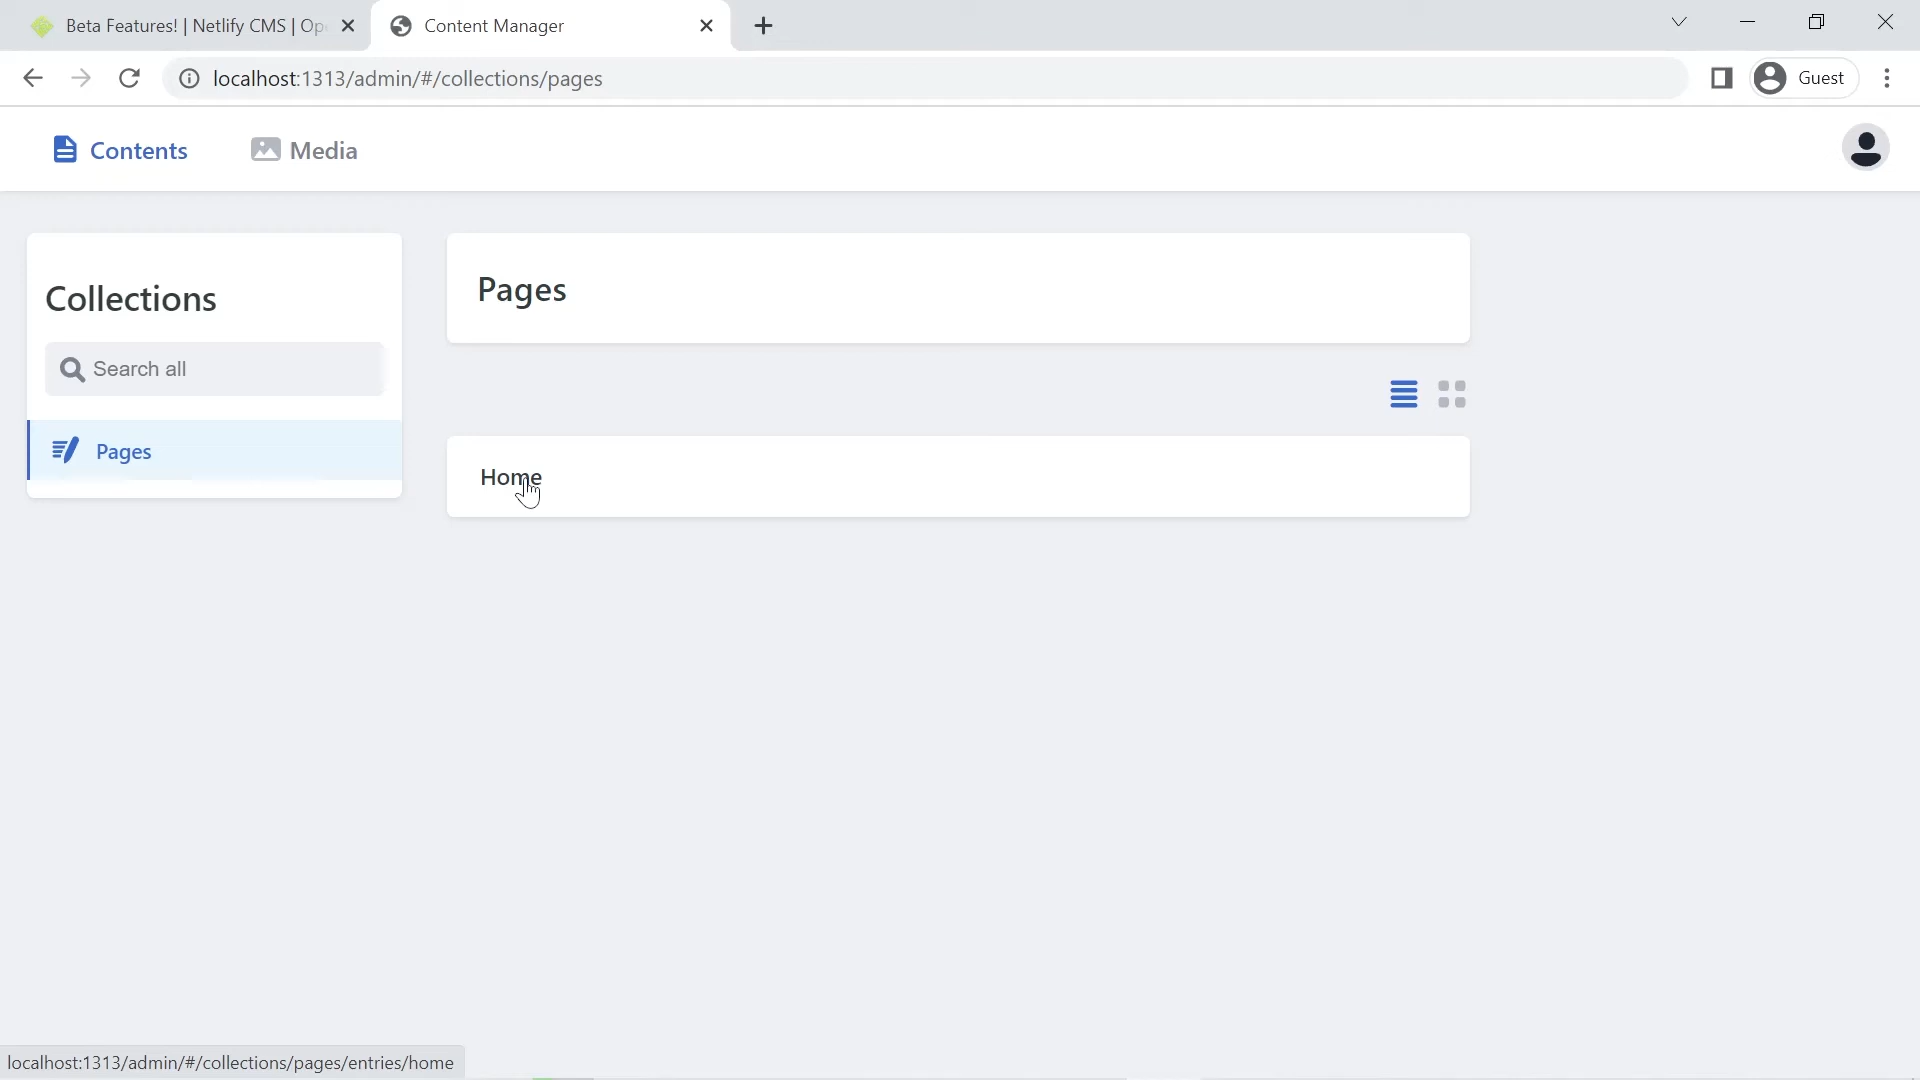 Beta Features! | Netlify CMS | Op
Content Manager
localhost:1313/admin/#/collections/pages
Guest
Contents
Media
Collections
Search all
Pages
Pages
Home
localhost:1313/admin/#/collections/pages/entries/home